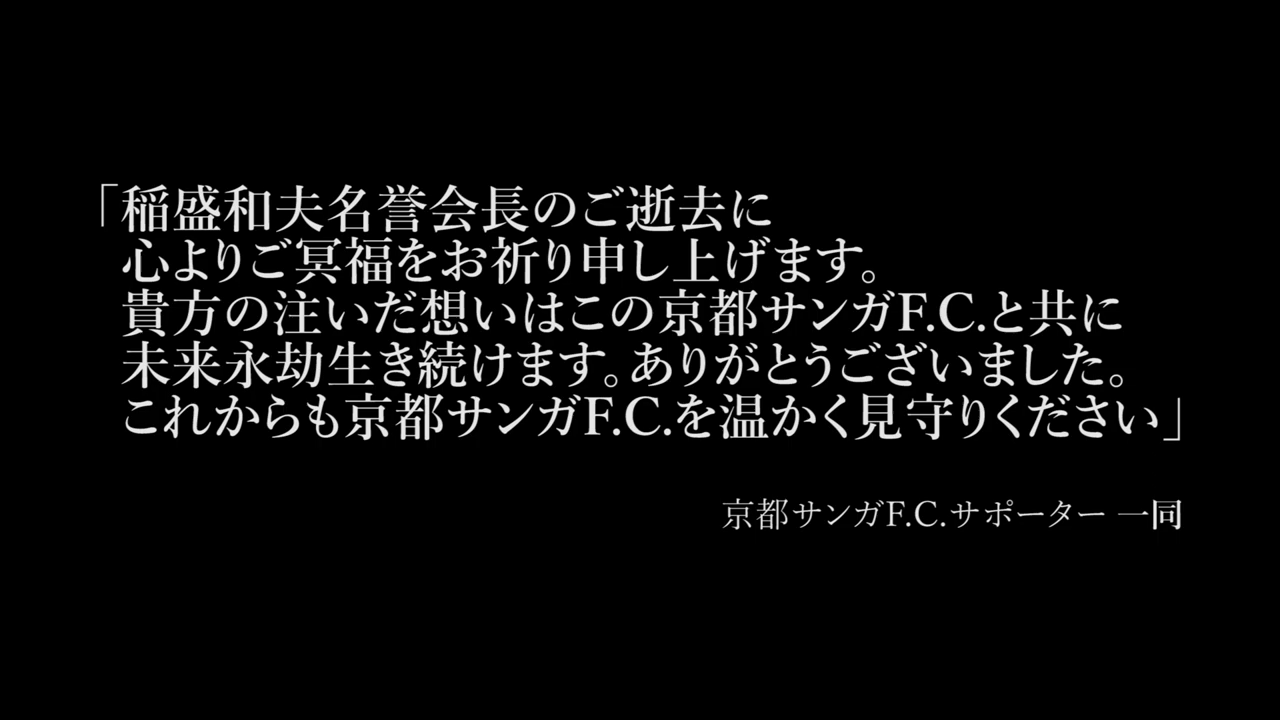 「稲盛和夫名誉会長のご逝去に
心よりご冥福をお祈り申し上げます。
貴方の注いだ想いはこの京都サンガF.C.と共に
未来永劫生き続けます。ありがとうございました。
これからも京都サンガF.C.を温かく見守りください」
京都サンガF.C.サポーター 一同